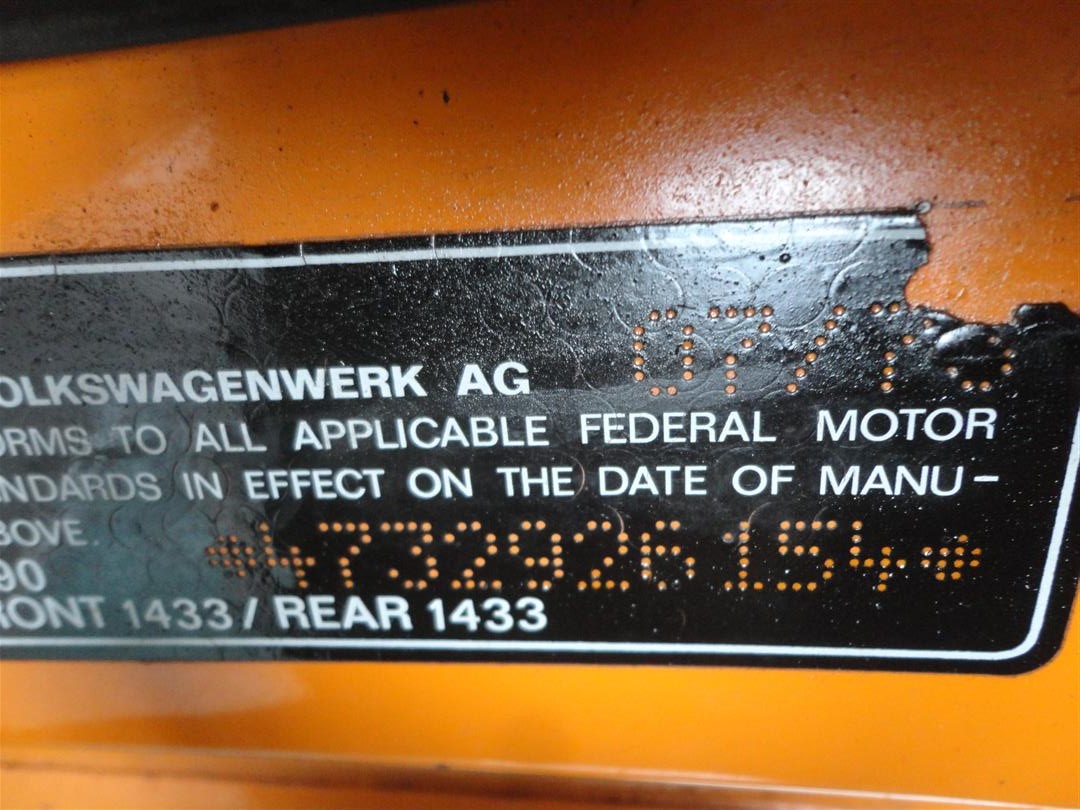 OLKSWAGENWERK AG
ORMS TO ALL APPLICABLE FEDERAL MOTOR
NDARDS IN EFFECT ON THE DATE OF MANU-
BOVE.
*4732926154*
90
RONT 1433 / REAR 1433